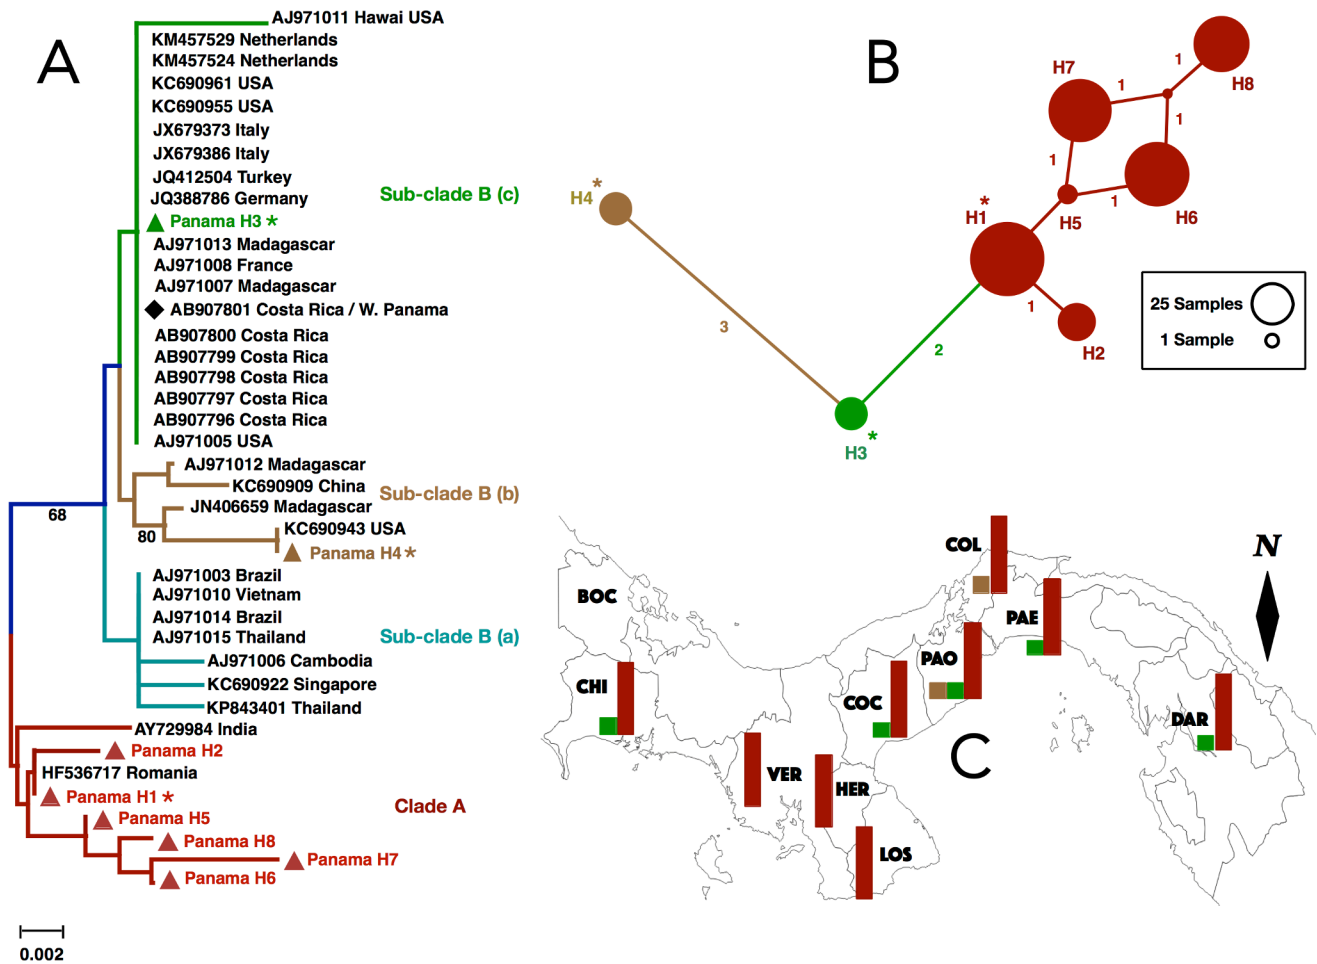 A
AJ971011 Hawai USA
KM457529 Netherlands
KM457524 Netherlands
KC690961 USA
KC690955 USA
JX679373 Italy
JX679386 Italy
JQ412504 Turkey
JQ388786 Germany
Sub-clade B (c)
Panama H3 *
AJ971013 Madagascar
AJ971008 France
AJ971007 Madagascar
AB907801 Costa Rica / W. Panama
AB907800 Costa Rica
AB907799 Costa Rica
AB907798 Costa Rica
AB907797 Costa Rica
AB907796 Costa Rica
AJ971005 USA
AJ971012 Madagascar
KC690909 China
Sub-clade B (b)
JN406659 Madagascar
KC690943 USA
68
80
Panama H4 *
AJ971003 Brazil
AJ971010 Vietnam
AJ971014 Brazil
AJ971015 Thailand
Sub-clade B (a)
AJ971006 Cambodia
KC690922 Singapore
KP843401 Thailand
AY729984 India
Panama H2
HF536717 Romania
Panama H1 *
Clade A
Panama H5
Panama H8
Panama H7
Panama H6
0.002
B
H7
1
1
H8
1
1
1
H6
H5
*
H1
1
H2
*
H4
3
2
*
H3
25 Samples
1 Sample
C
N
BOC
COL
PAE
PAO
CHI
COC
DAR
VER
HER
LOS